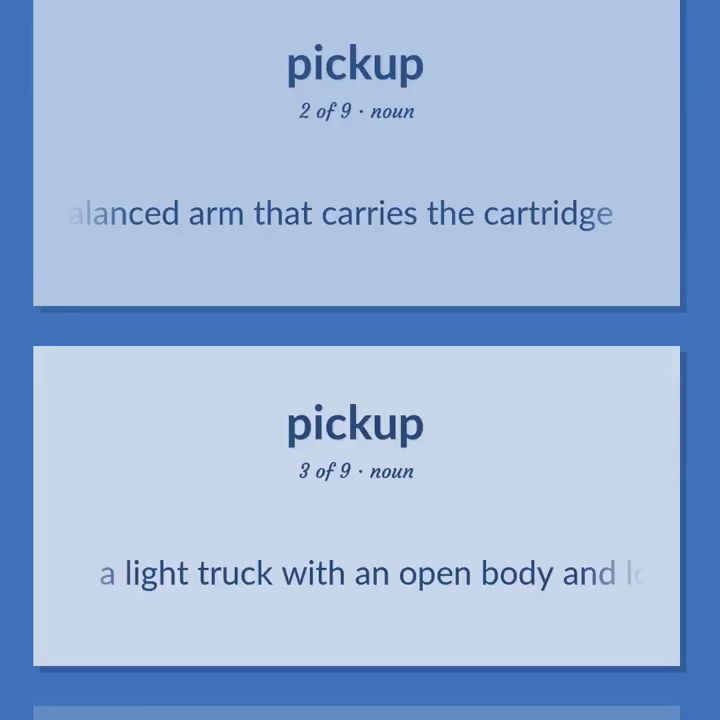 pickup
2 of 9 · noun
alanced arm that carries the cartridge
pickup
3 of 9 · noun
a light truck with an open body and